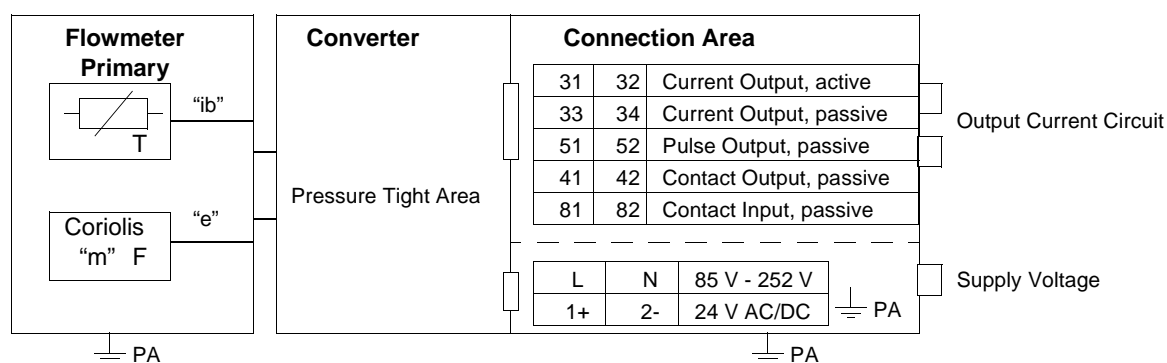 Flowmeter
Primary
"ib"
T
Coriolis
"m" F
"e"
PA
Converter
Pressure Tight Area
Connection Area
31 32 Current Output, active
33 34 Current Output, passive
51 52 Pulse Output, passive
41 42 Contact Output, passive
81 82 Contact Input, passive
L N 85 V - 252 V
1+ 2- 24 V AC/DC
PA
PA
Output Current Circuit
Supply Voltage